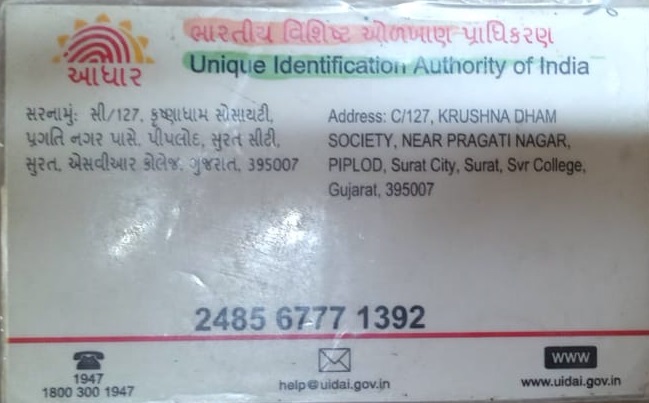 ભારતીય વિશિષ્ટ ઓળખાણ પ્રાધિકરણ
આધાર
Unique Identification Authority of India
સરનામું: સી/127, કૃષ્ણાધામ સોસાયટી,
પ્રગતિ નગર પાસે, પીપલોદ, સુરત સીટી,
સુરત, એસવીઆર કોલેજ, ગુજરાત, 395007
Address: C/127, KRUSHNA DHAM
SOCIETY, NEAR PRAGATI NAGAR,
PIPLOD, Surat City, Surat, Svr College,
Gujarat, 395007
2485 6777 1392
1947
1800 300 1947
help@uidai.gov.in
www
www.uidai.gov.in